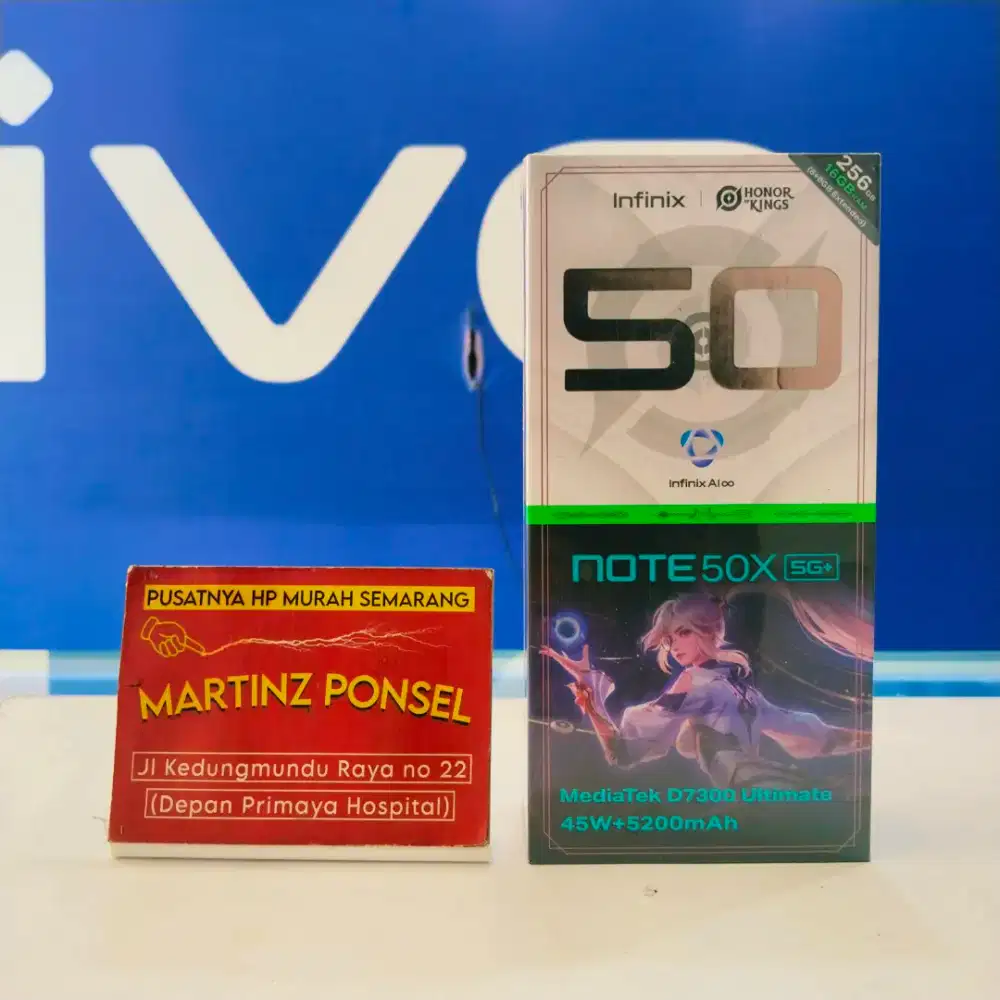 vivo
PUSATNYA HP MURAH SEMARANG
MARTINZ PONSEL
Jl Kedungmundu Raya no 22
(Depan Primaya Hospital)
Infinix
HONOR
OF KINGS
256GB
16GB RAM
(8+8GB Extended)
50
Infinix AI∞
NOTE 50X 5G+
MediaTek D7300 Ultimate
45W+5200mAh